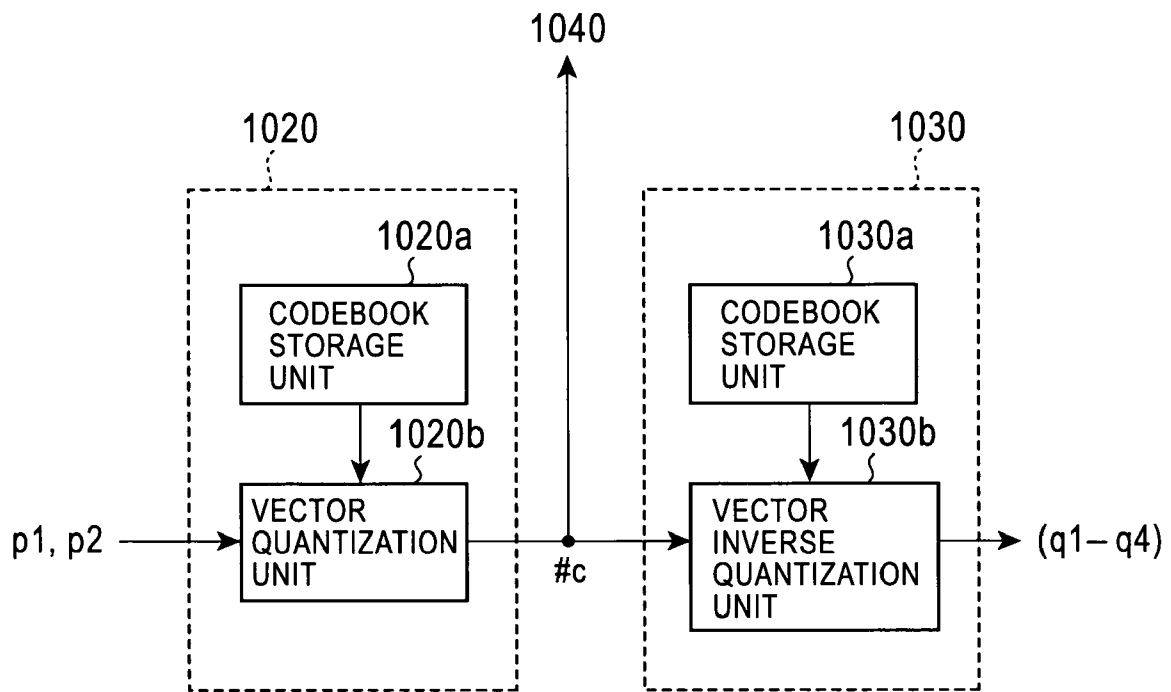 1040
1020
1030
1020a
1030a
CODEBOOK
STORAGE
UNIT
CODEBOOK
STORAGE
UNIT
1020b
1030b
p1, p2
VECTOR
QUANTIZATION
UNIT
#c
VECTOR
INVERSE
QUANTIZATION
UNIT
(q1– q4)